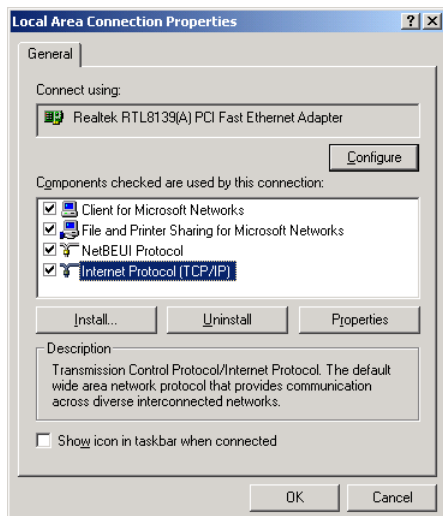 Local Area Connection Properties
General
Connect using:
Realtek RTL8139(A) PCI Fast Ethernet Adapter
Configure
Components checked are used by this connection:
Client for Microsoft Networks
File and Printer Sharing for Microsoft Networks
NetBEUI Protocol
Internet Protocol (TCP/IP)
Install... Uninstall Properties
Description
Transmission Control Protocol/Internet Protocol. The default
wide area network protocol that provides communication
across diverse interconnected networks.
Show icon in taskbar when connected
OK Cancel